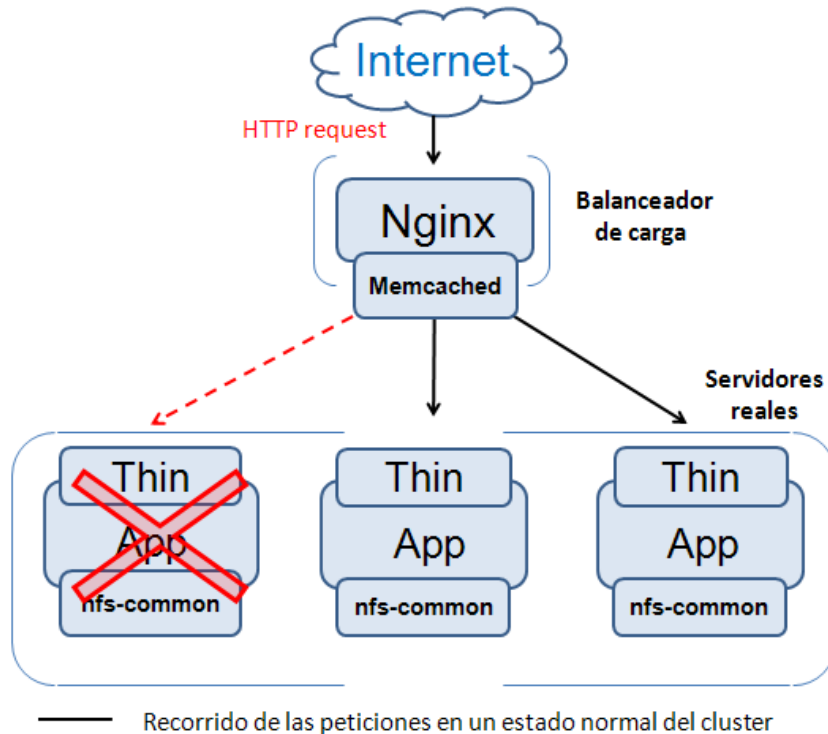 Internet
HTTP request
Nginx
Balanceador
de carga
Memcached
Servidores
reales
Thin
Thin
Thin
App
App
App
nfs-common
nfs-common
nfs-common
Recorrido de las peticiones en un estado normal del cluster